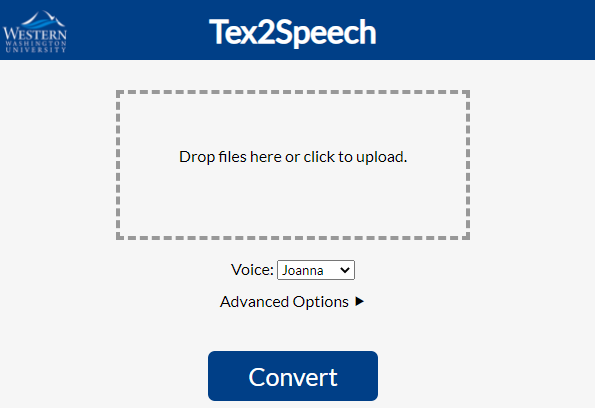 WESTERN
WASHINGTON
UNIVERSITY
Tex2Speech
Drop files here or click to upload.
Voice: Joanna
Advanced Options
Convert